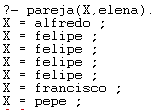 ?- pareja(X,elena).
X = alfredo ;
X = felipe ;
X = felipe ;
X = felipe ;
X = felipe ;
X = francisco ;
X = pepe ;